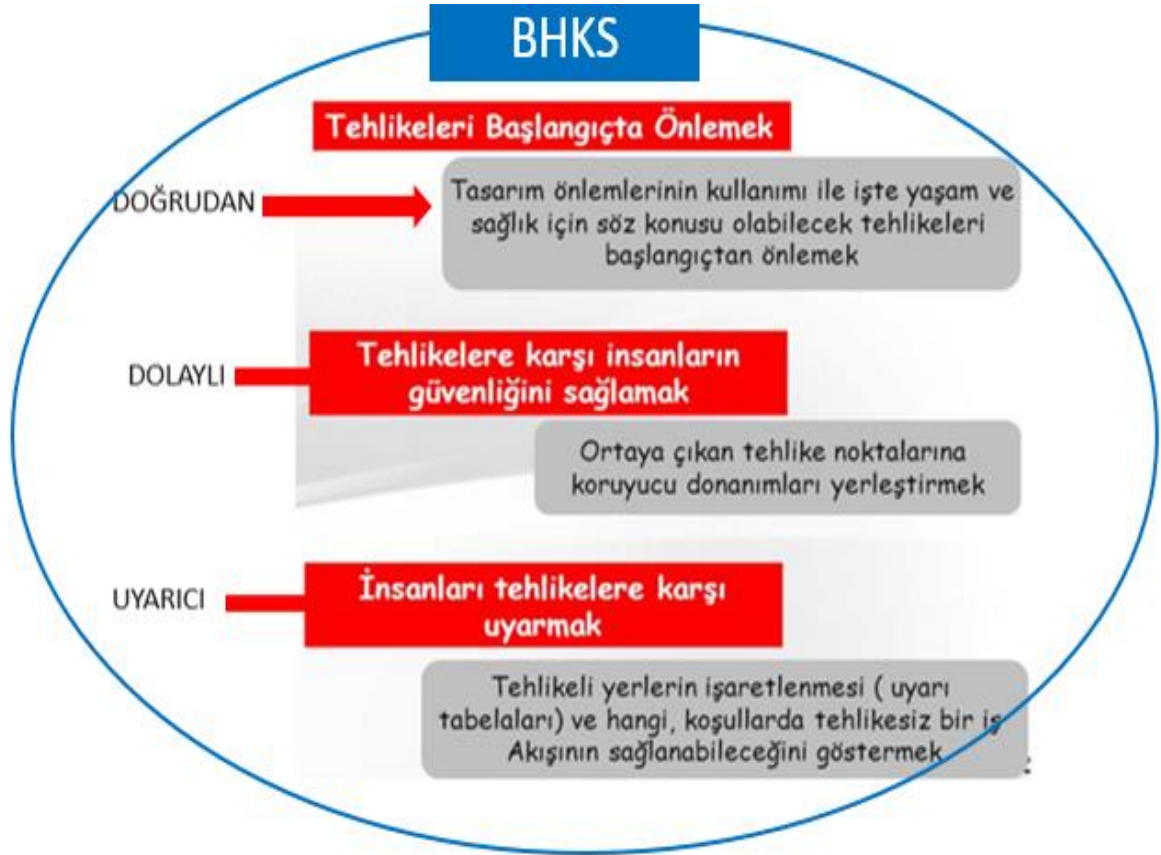 BHKS
Tehlikeleri Başlangıçta Önlemek
DOĞRUDAN
Tasarım önlemlerinin kullanımı ile işte yaşam ve
sağlık için söz konusu olabilecek tehlikeleri
başlangıçtan önlemek
DOLAYLI
Tehlikelere karşı insanların
güvenliğini sağlamak
Ortaya çıkan tehlike noktalarına
koruyucu donanımları yerleştirmek
UYARICI
İnsanları tehlikelere karşı
uyarmak
Tehlikeli yerlerin işaretlenmesi ( uyarı
tabelaları) ve hangi, koşullarda tehlikesiz bir iş
Akışının sağlanabileceğini göstermek